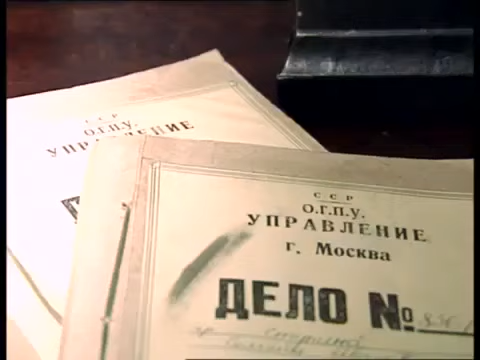 С С Р
О.Г.П.У.
УПРАВЛЕНИЕ
С С Р
О.Г.П.У.
УПРАВЛЕНИЕ
г. Москва
ДЕЛО №